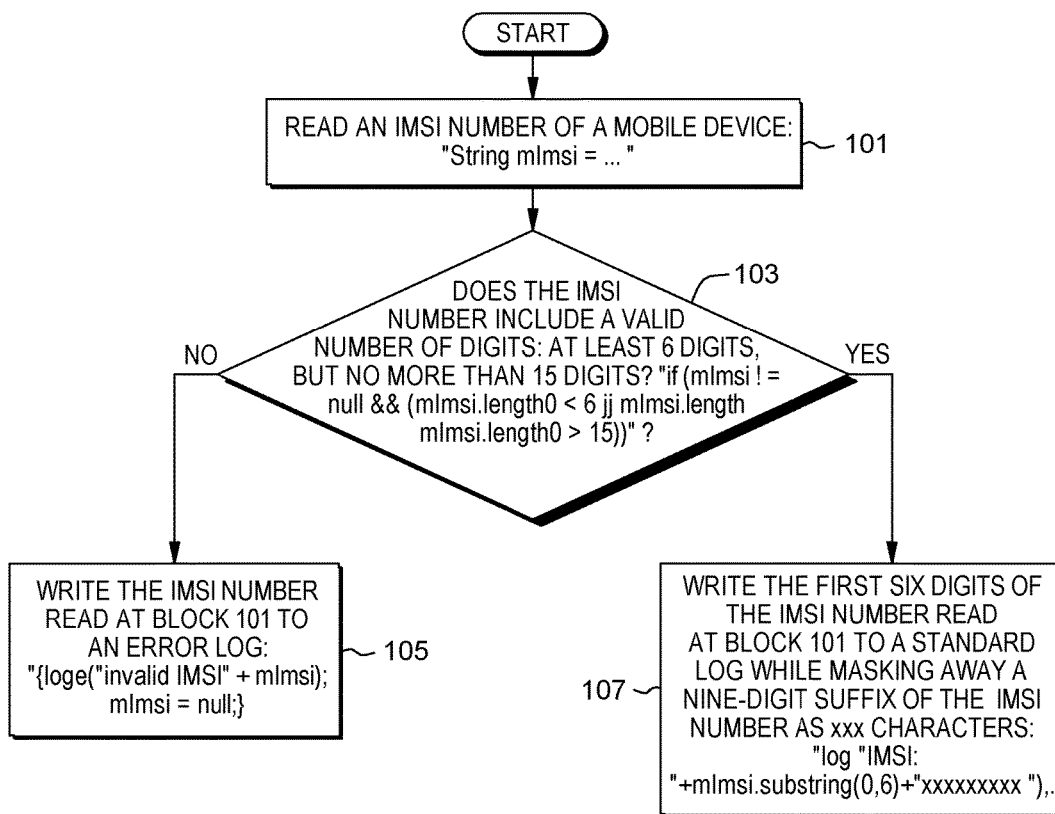 START
READ AN IMSI NUMBER OF A MOBILE DEVICE:
"String mImsi = ... "
101
103
DOES THE IMSI
NUMBER INCLUDE A VALID
NUMBER OF DIGITS: AT LEAST 6 DIGITS,
BUT NO MORE THAN 15 DIGITS? "if (mImsi ! =
null && (mImsi.length0 < 6 jj mImsi.length
mImsi.length0 > 15))" ?
NO
YES
WRITE THE IMSI NUMBER
READ AT BLOCK 101 TO
AN ERROR LOG:
"{loge("invalid IMSI" + mImsi);
mImsi = null;}
105
WRITE THE FIRST SIX DIGITS OF
THE IMSI NUMBER READ
AT BLOCK 101 TO A STANDARD
LOG WHILE MASKING AWAY A
NINE-DIGIT SUFFIX OF THE IMSI
NUMBER AS xxx CHARACTERS:
"log "IMSI:
"+mImsi.substring(0,6)+"xxxxxxxxx "),.
107